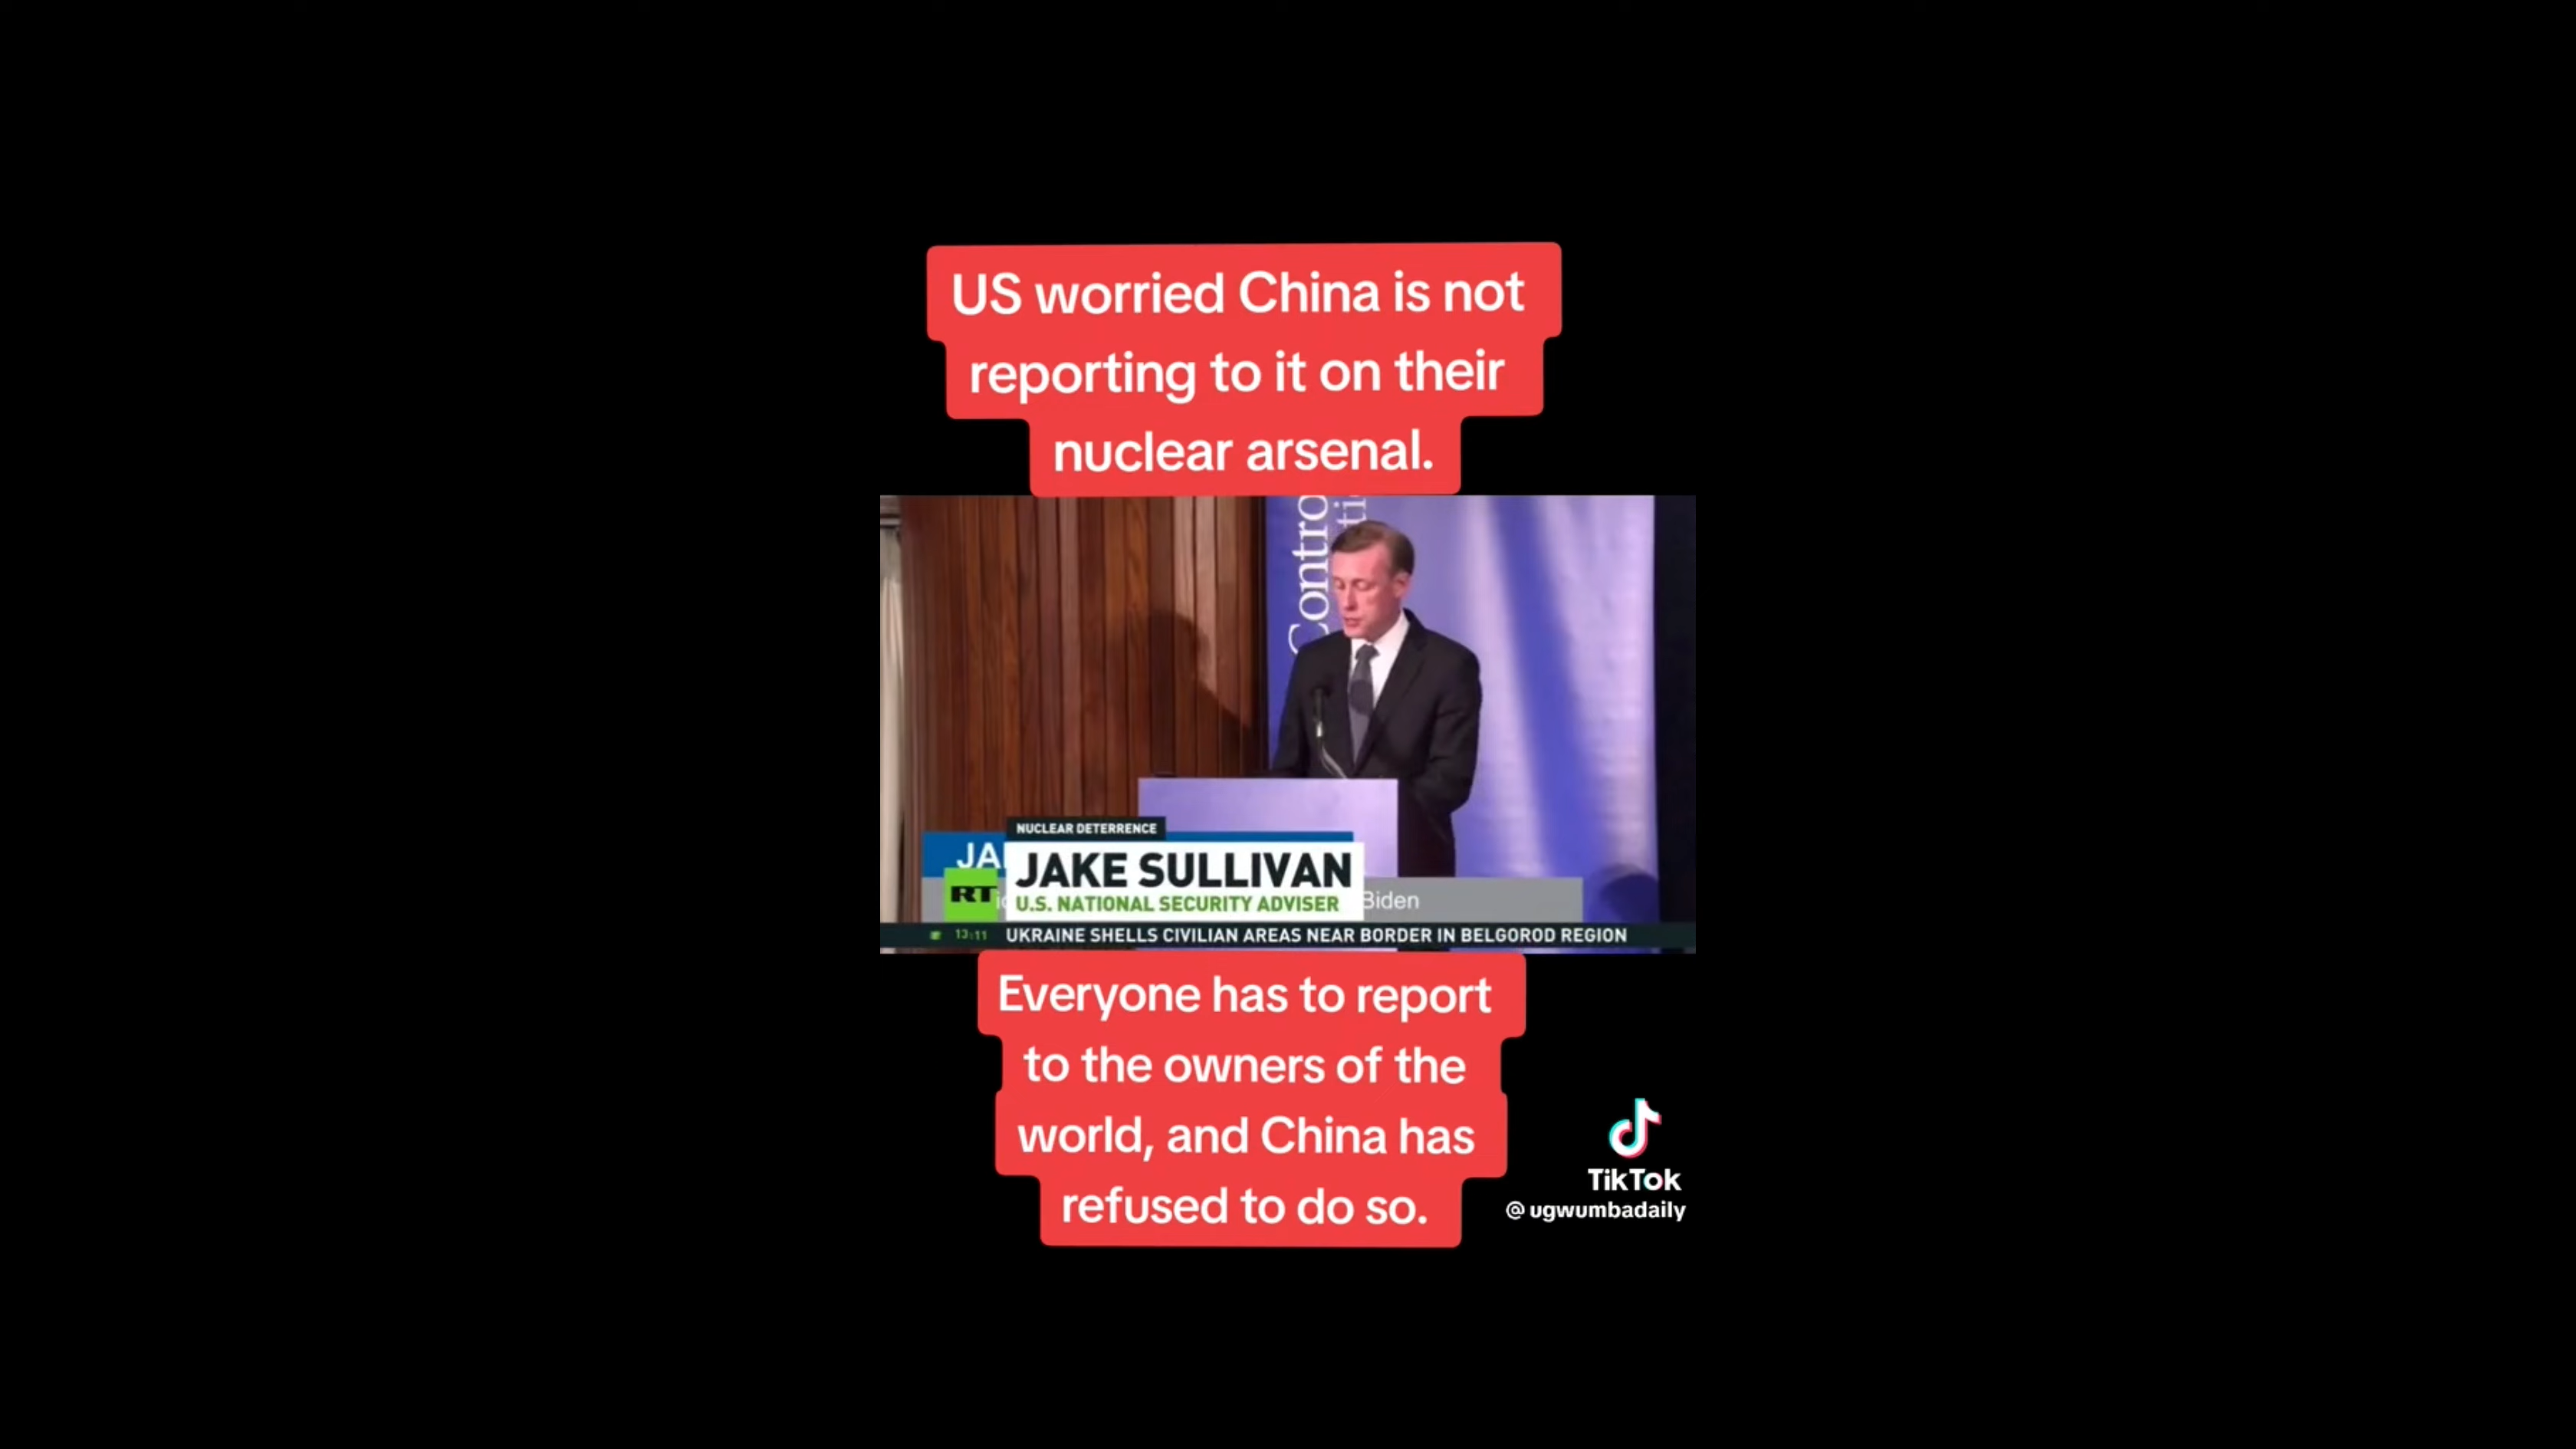 US worried China is not
reporting to it on their
nuclear arsenal.
Contro
ti
NUCLEAR DETERRENCE
JA
JAKE SULLIVAN
RT
U.S. NATIONAL SECURITY ADVISER
Biden
13:11 UKRAINE SHELLS CIVILIAN AREAS NEAR BORDER IN BELGOROD REGION
Everyone has to report
to the owners of the
world, and China has
refused to do so.
TikTok
@ugwumbadaily